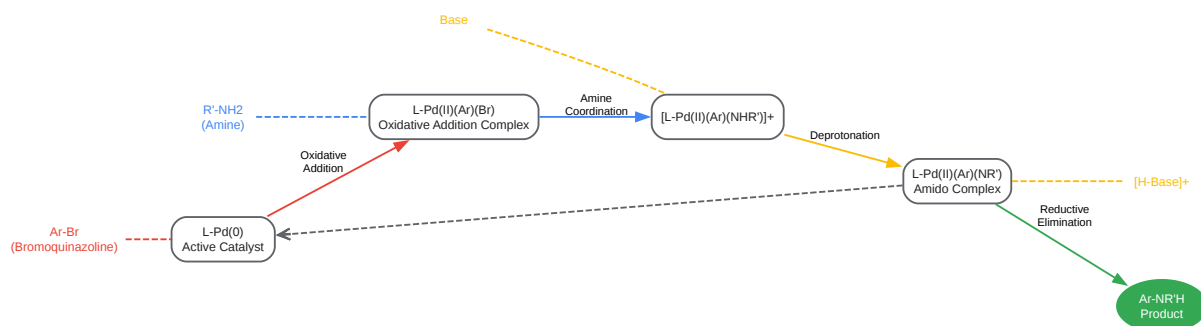 Base
R'-NH2
(Amine)
L-Pd(II)(Ar)(Br)
Oxidative Addition Complex
Amine
Coordination
[L-Pd(II)(Ar)(NHR')]+
Deprotonation
Oxidative
Addition
L-Pd(II)(Ar)(NR')
Amido Complex
[H-Base]+
Ar-Br
(Bromoquinazoline)
L-Pd(0)
Active Catalyst
Reductive
Elimination
Ar-NR'H
Product